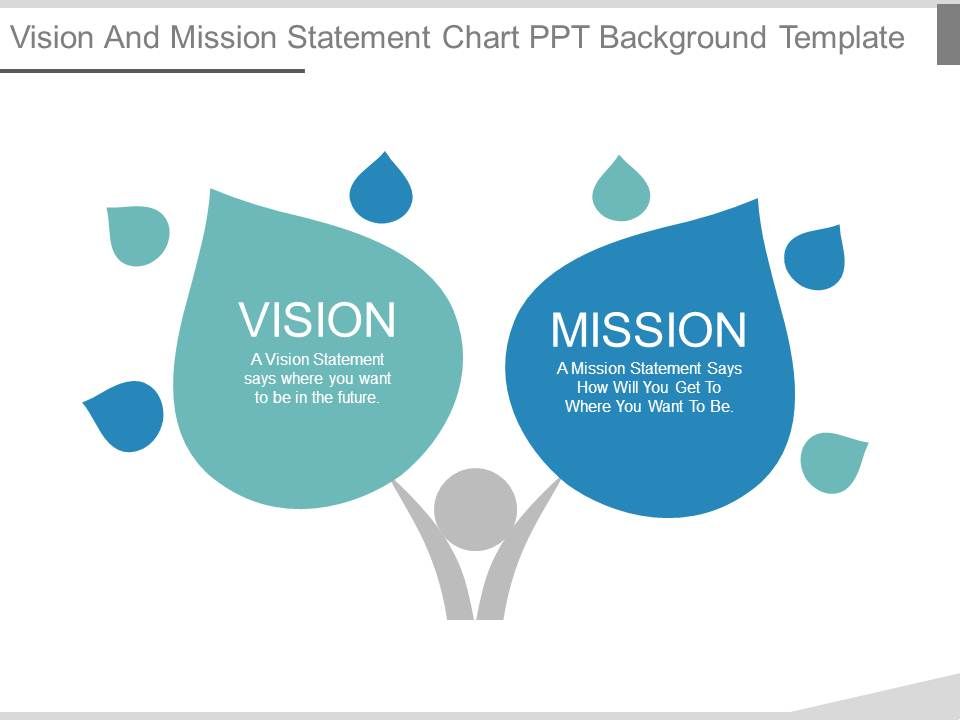 Vision And Mission Statement Chart PPT Background Template
VISION
A Vision Statement
says where you want
to be in the future.
MISSION
A Mission Statement Says
How Will You Get To
Where You Want To Be.